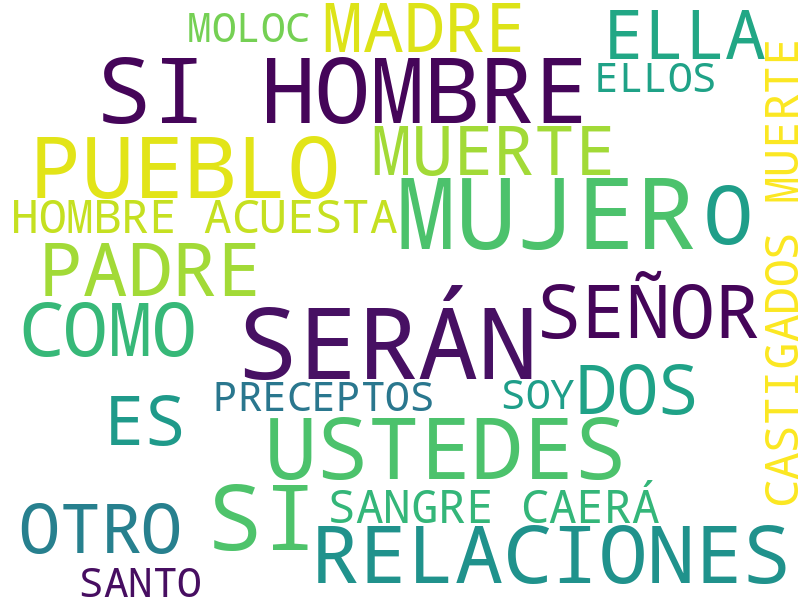 MOLOC
MADRE
ELLA
SI HOMBRE
ELLOS
PUEBLO
MUERTE
HOMBRE ACUESTA
MUJER
O
PADRE
COMO
SERÁN
SEÑOR
PRECEPTOS
SOY
DOS
ES
USTEDES
SI
SANGRE CAERÁ
OTRO
RELACIONES
SANTO
CASTIGADOS MUERTE